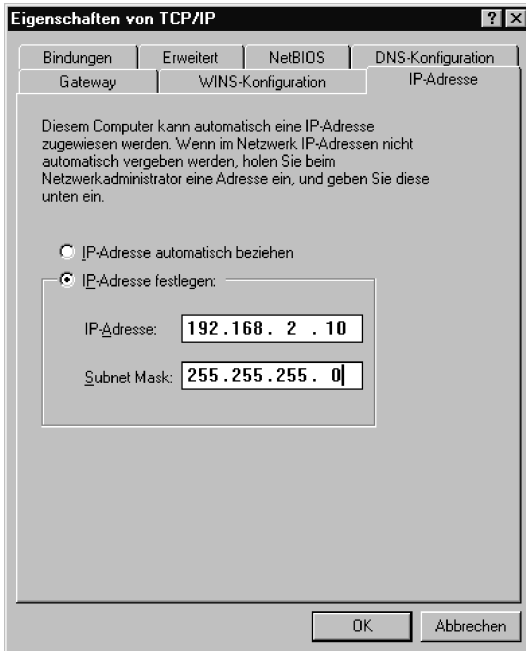 Eigenschaften von TCP/IP
Bindungen Erweitert NetBIOS DNS-Konfiguration
Gateway WINS-Konfiguration IP-Adresse
Diesem Computer kann automatisch eine IP-Adresse
zugewiesen werden. Wenn im Netzwerk IP-Adressen nicht
automatisch vergeben werden, holen Sie beim
Netzwerkadministrator eine Adresse ein, und geben Sie diese
unten ein.
IP-Adresse automatisch beziehen
IP-Adresse festlegen:
IP-Adresse: 192.168. 2 .10
Subnet Mask: 255.255.255. 0
OK Abbrechen